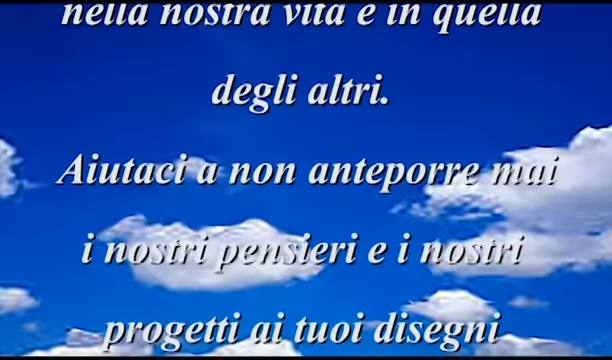 nella nostra vita e in quella
degli altri.
Aiutaci a non anteporre mai
i nostri pensieri e i nostri
progetti ai tuoi disegni